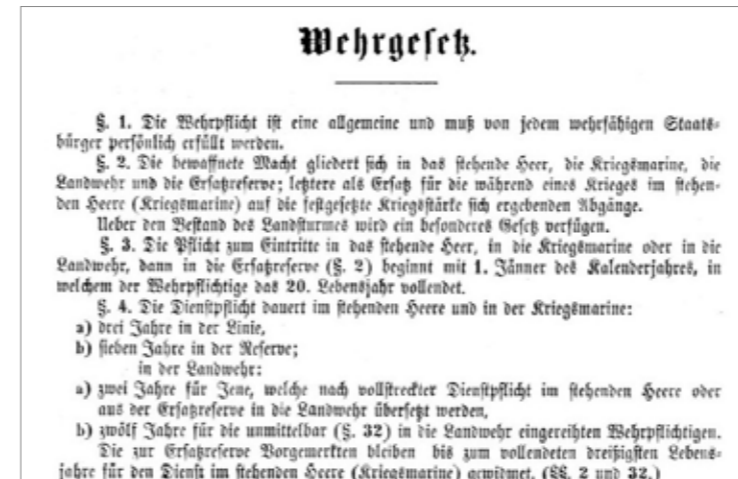 Wehrgesetz.
§. 1. Die Wehrpflicht ist eine allgemeine und muß von jedem wehrfähigen Staats-
bürger persönlich erfüllt werden.
§. 2. Die bewaffnete Macht gliedert sich in das stehende Heer, die Kriegsmarine, die
Landwehr und die Ersatzreserve; letztere als Ersatz für die während eines Krieges im stehen-
den Heere (Kriegsmarine) auf die festgesetzte Kriegsstärke sich ergebenden Abgänge.
Ueber den Bestand des Landsturmes wird ein besonderes Gesetz verfügen.
§. 3. Die Pflicht zum Eintritte in das stehende Heer, in die Kriegsmarine oder in die
Landwehr, dann in die Ersatzreserve (§. 2) beginnt mit 1. Jänner des Kalenderjahres, in
welchem der Wehrpflichtige das 20. Lebensjahr vollendet.
§. 4. Die Dienstpflicht dauert im stehenden Heere und in der Kriegsmarine:
a) drei Jahre in der Linie,
b) sieben Jahre in der Reserve;
in der Landwehr:
a) zwei Jahre für Jene, welche nach vollstreckter Dienstpflicht im stehenden Heere oder
aus der Ersatzreserve in die Landwehr übersetzt werden,
b) zwölf Jahre für die unmittelbar (§. 32) in die Landwehr eingereihten Wehrpflichtigen.
Die zur Ersatzreserve Vorgemerkten bleiben bis zum vollendeten dreißigsten Lebens-
jahre für den Dienst im stehenden Heere (Kriegsmarine) gewidmet. (§§. 2 und 32.)